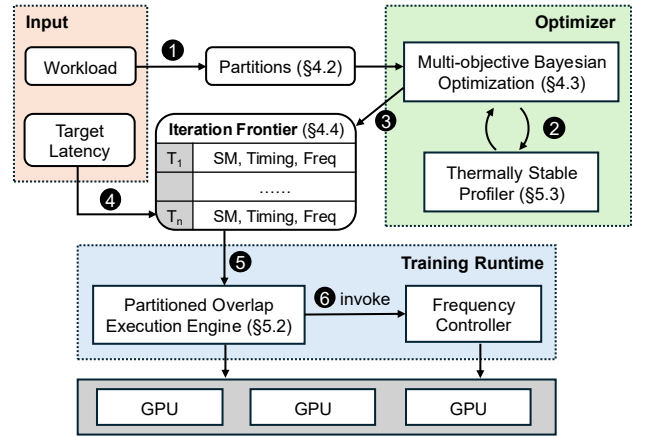 Input
Optimizer
Workload
1
Partitions (§4.2)
Multi-objective Bayesian
Optimization (§4.3)
Target
Latency
3
2
Iteration Frontier (§4.4)
T1 SM, Timing, Freq
......
Tn SM, Timing, Freq
Thermally Stable
Profiler (§5.3)
4
5
Training Runtime
Partitioned Overlap
Execution Engine (§5.2)
6 invoke
Frequency
Controller
GPU
GPU
GPU